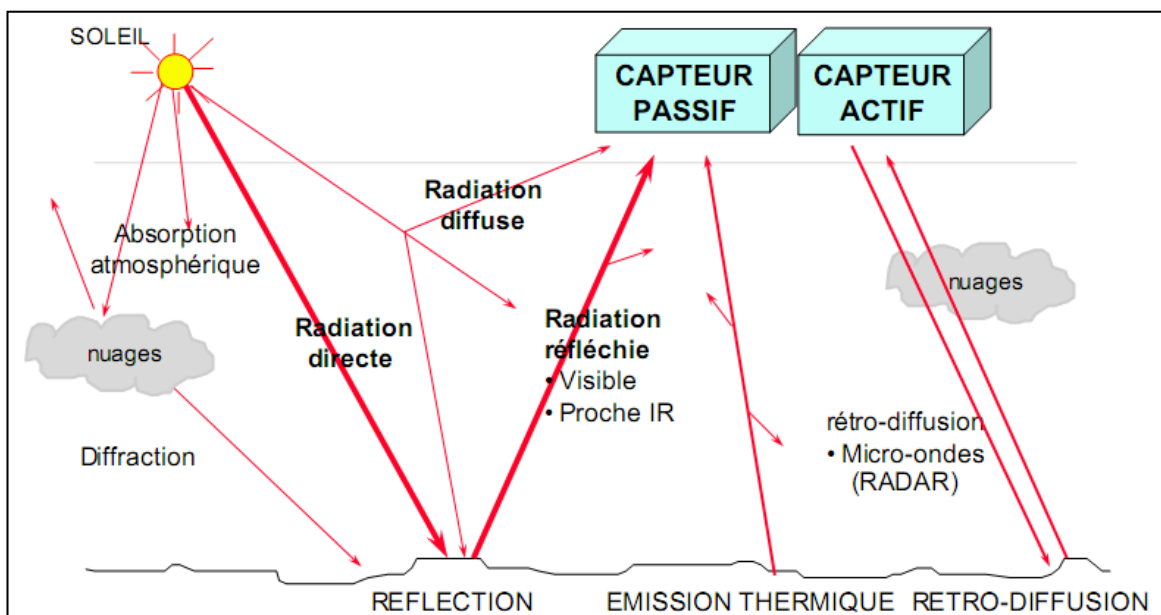 SOLEIL
CAPTEUR
PASSIF
CAPTEUR
ACTIF
Radiation
diffuse
Absorption
atmosphérique
nuages
nuages
Radiation
directe
Radiation
réfléchie
• Visible
• Proche IR
Diffraction
rétro-diffusion
• Micro-ondes
(RADAR)
REFLECTION
EMISSION THERMIQUE
RETRO-DIFFUSION